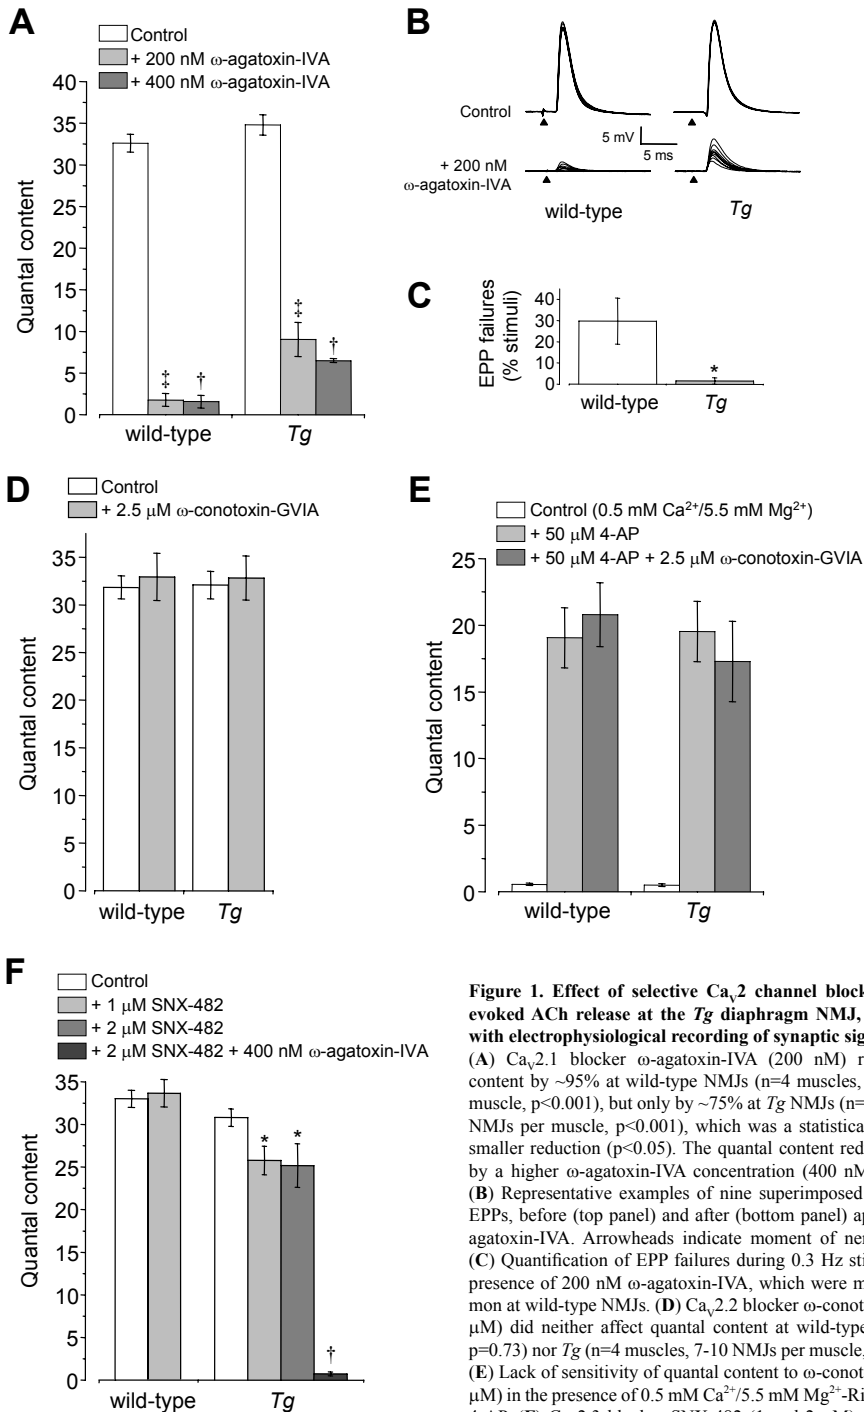 A
Control
+ 200 nM ω-agatoxin-IVA
+ 400 nM ω-agatoxin-IVA
Quantal content
40
35
30
25
20
15
10
5
0
‡
†
‡
†
wild-type
Tg
B
Control
5 mV
5 ms
+ 200 nM
ω-agatoxin-IVA
wild-type
Tg
C
EPP failures
(% stimuli)
40
30
20
10
0
*
wild-type
Tg
D
Control
+ 2.5 μM ω-conotoxin-GVIA
Quantal content
35
30
25
20
15
10
5
0
wild-type
Tg
E
Control (0.5 mM Ca²⁺/5.5 mM Mg²⁺)
+ 50 μM 4-AP
+ 50 μM 4-AP + 2.5 μM ω-conotoxin-GVIA
Quantal content
25
20
15
10
5
0
wild-type
Tg
F
Control
+ 1 μM SNX-482
+ 2 μM SNX-482
+ 2 μM SNX-482 + 400 nM ω-agatoxin-IVA
Quantal content
35
30
25
20
15
10
5
0
*
*
†
wild-type
Tg
Figure 1. Effect of selective CaV2 channel block
evoked ACh release at the Tg diaphragm NMJ,
with electrophysiological recording of synaptic sig
(A) CaV2.1 blocker ω-agatoxin-IVA (200 nM) r
content by ~95% at wild-type NMJs (n=4 muscles,
muscle, p<0.001), but only by ~75% at Tg NMJs (n=
NMJs per muscle, p<0.001), which was a statistica
smaller reduction (p<0.05). The quantal content red
by a higher ω-agatoxin-IVA concentration (400 nM
(B) Representative examples of nine superimposed
EPPs, before (top panel) and after (bottom panel) ap
agatoxin-IVA. Arrowheads indicate moment of ner
(C) Quantification of EPP failures during 0.3 Hz sti
presence of 200 nM ω-agatoxin-IVA, which were m
mon at wild-type NMJs. (D) CaV2.2 blocker ω-conot
μM) did neither affect quantal content at wild-type
p=0.73) nor Tg (n=4 muscles, 7-10 NMJs per muscle,
(E) Lack of sensitivity of quantal content to ω-conot
μM) in the presence of 0.5 mM Ca²⁺/5.5 mM Mg²⁺-Ri